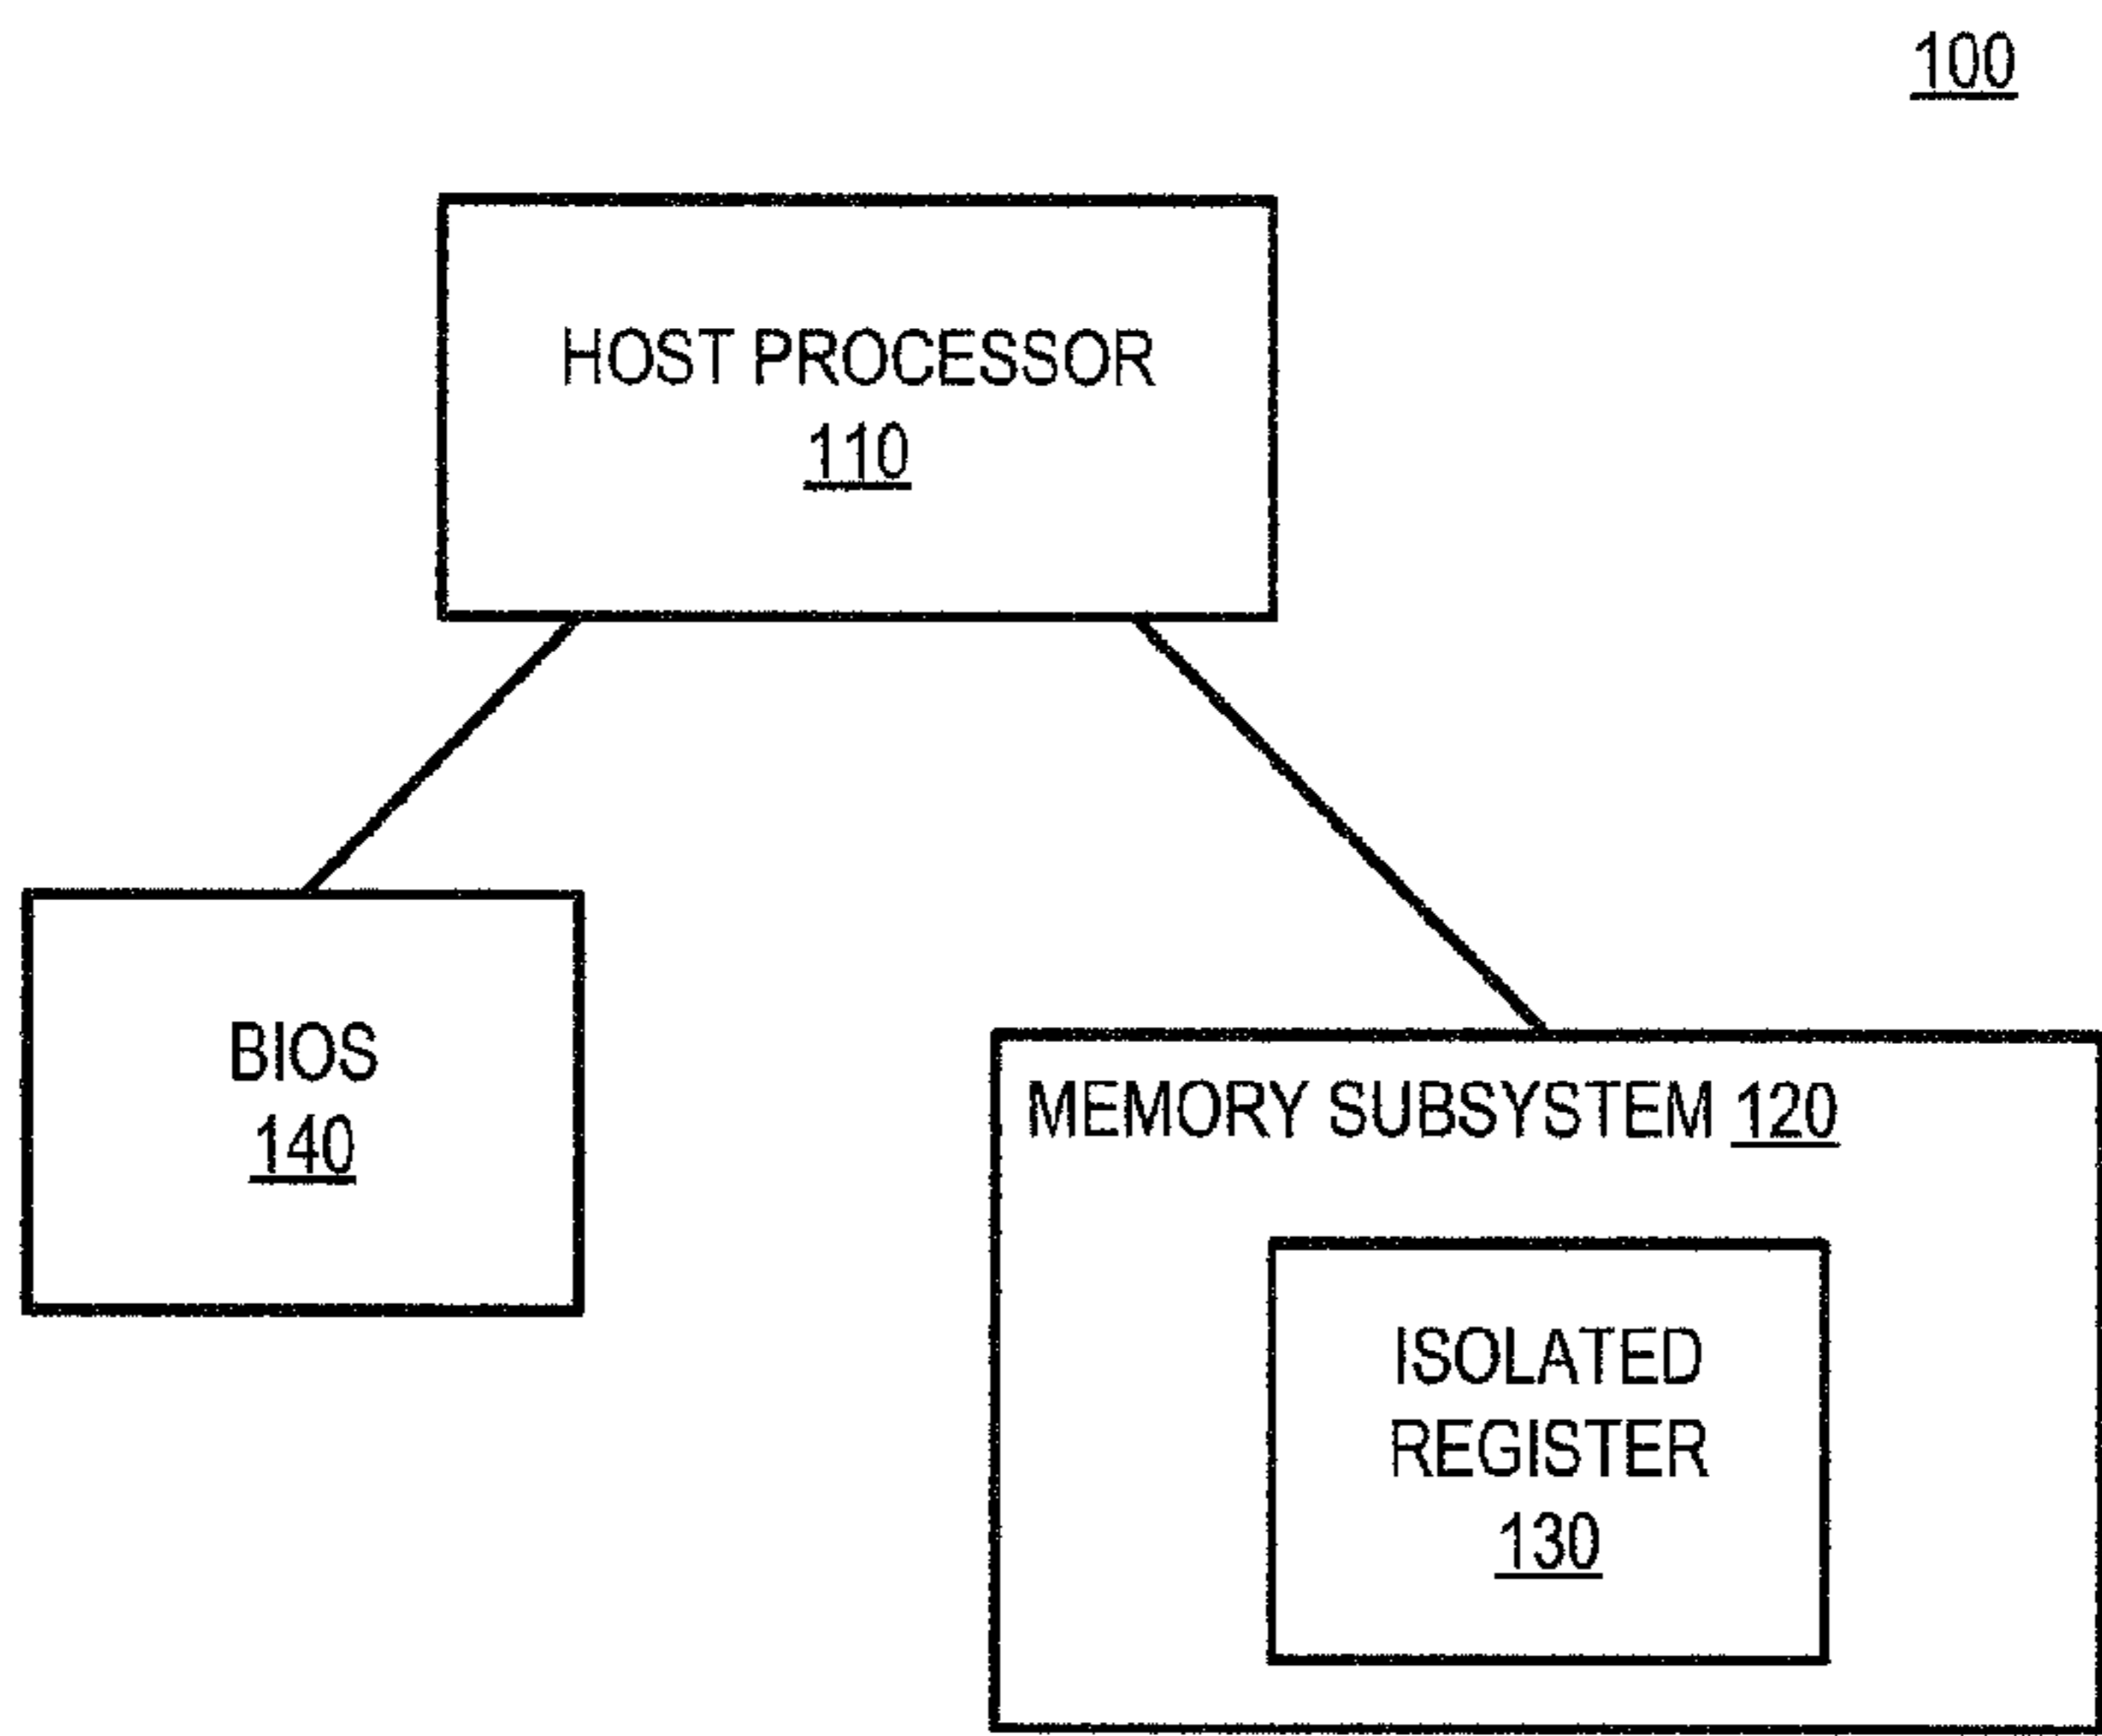 100
HOST PROCESSOR
110
BIOS
140
MEMORY SUBSYSTEM 120
ISOLATED
REGISTER
130